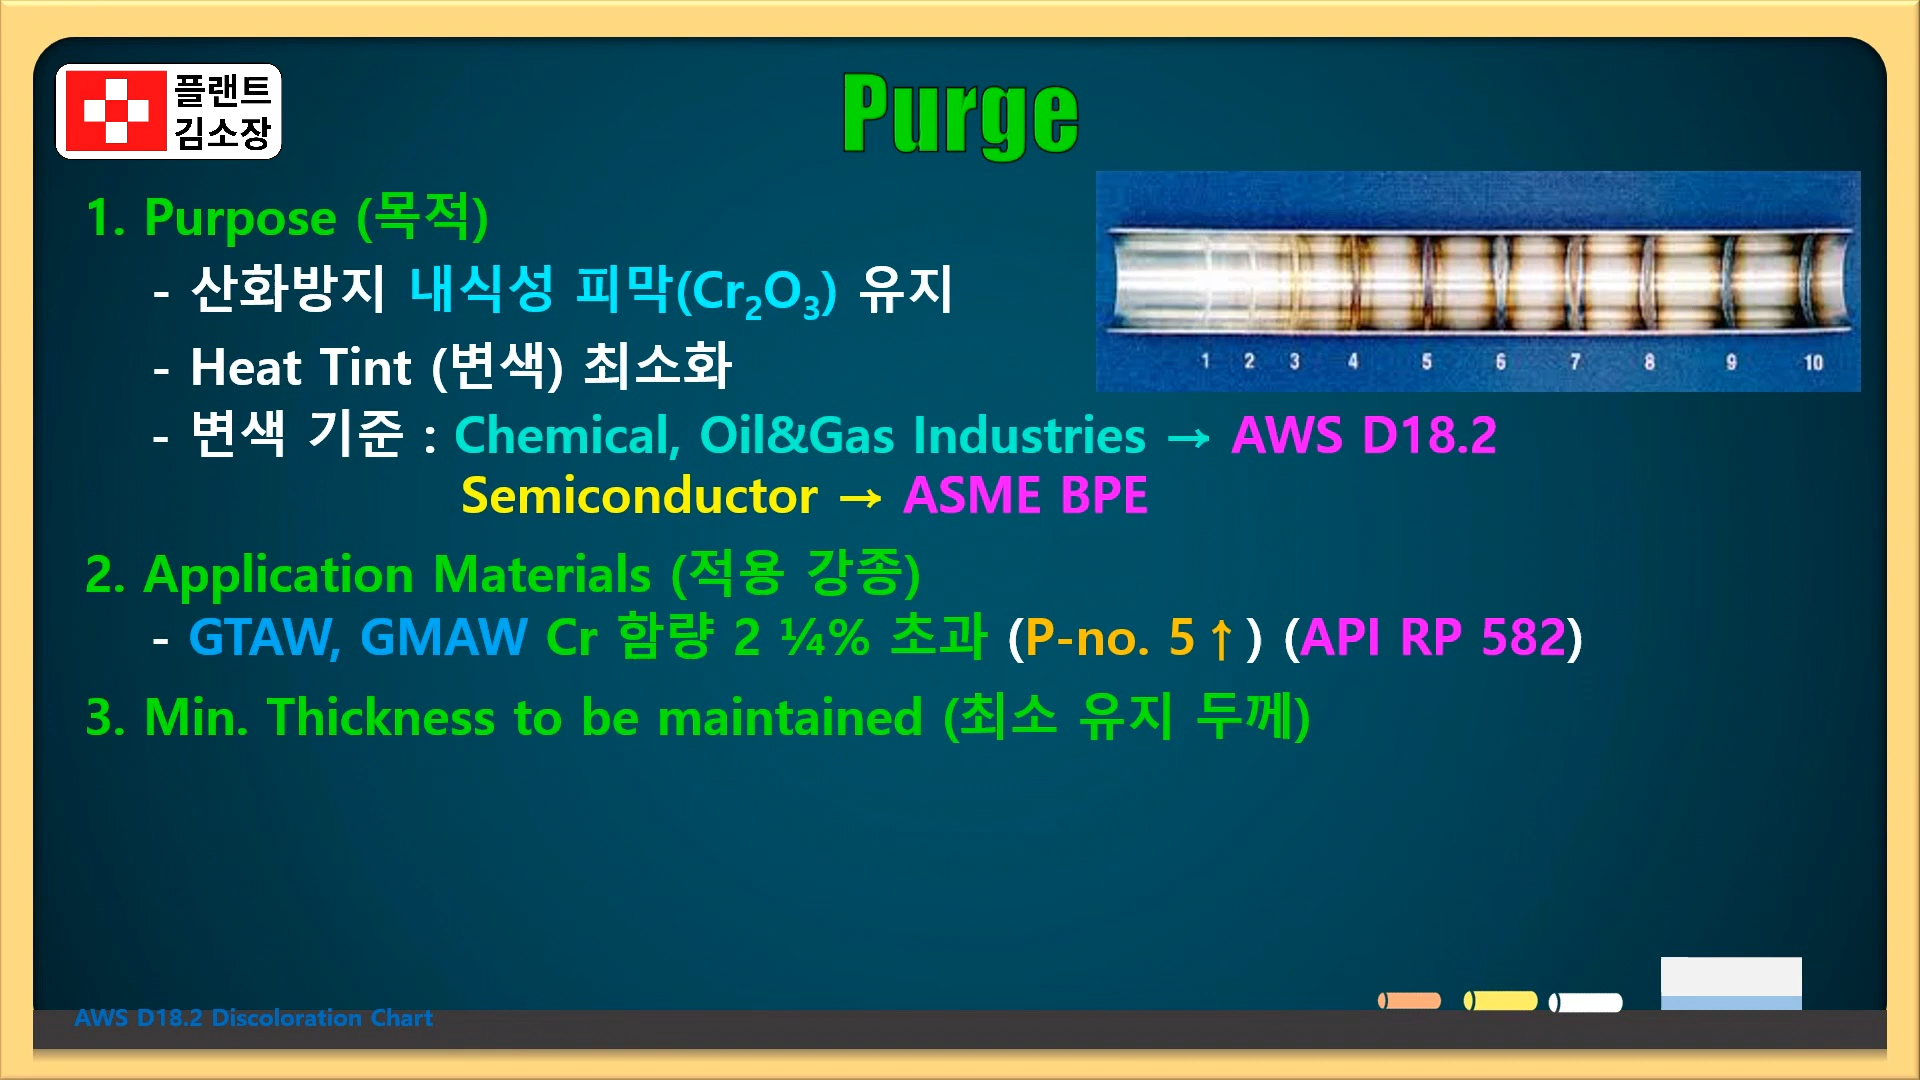 플랜트
김소장
Purge
1. Purpose (목적)
- 산화방지 내식성 피막(Cr₂O₃) 유지
- Heat Tint (변색) 최소화
1 2 3 4 5 6 7 8 9 10
- 변색 기준 : Chemical, Oil&Gas Industries → AWS D18.2
Semiconductor → ASME BPE
2. Application Materials (적용 강종)
- GTAW, GMAW Cr 함량 2 ¼% 초과 (P-no. 5↑) (API RP 582)
3. Min. Thickness to be maintained (최소 유지 두께)
AWS D18.2 Discoloration Chart